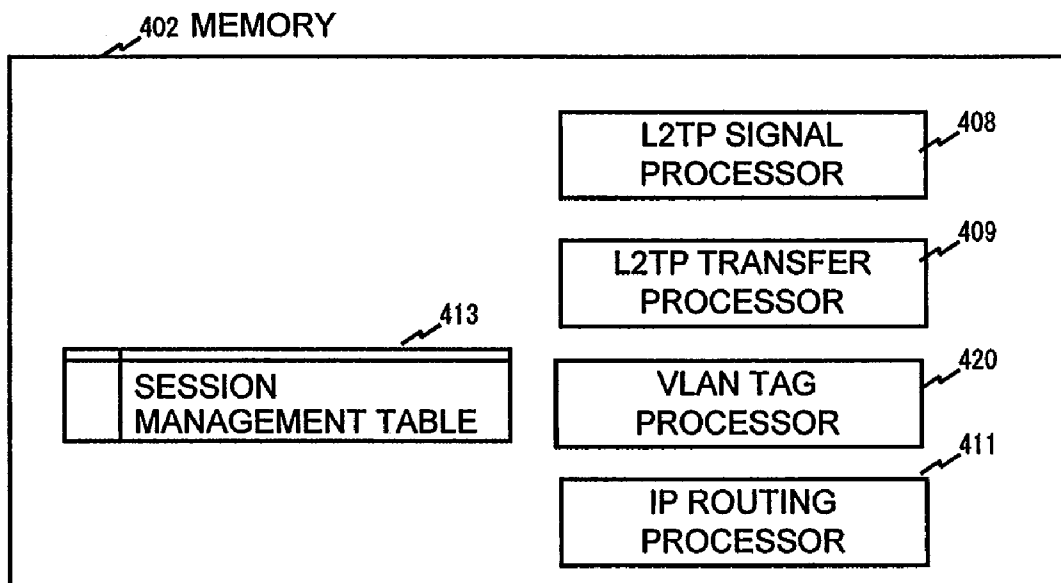 402 MEMORY
L2TP SIGNAL
PROCESSOR
408
L2TP TRANSFER
PROCESSOR
409
413
SESSION
MANAGEMENT TABLE
VLAN TAG
PROCESSOR
420
411
IP ROUTING
PROCESSOR